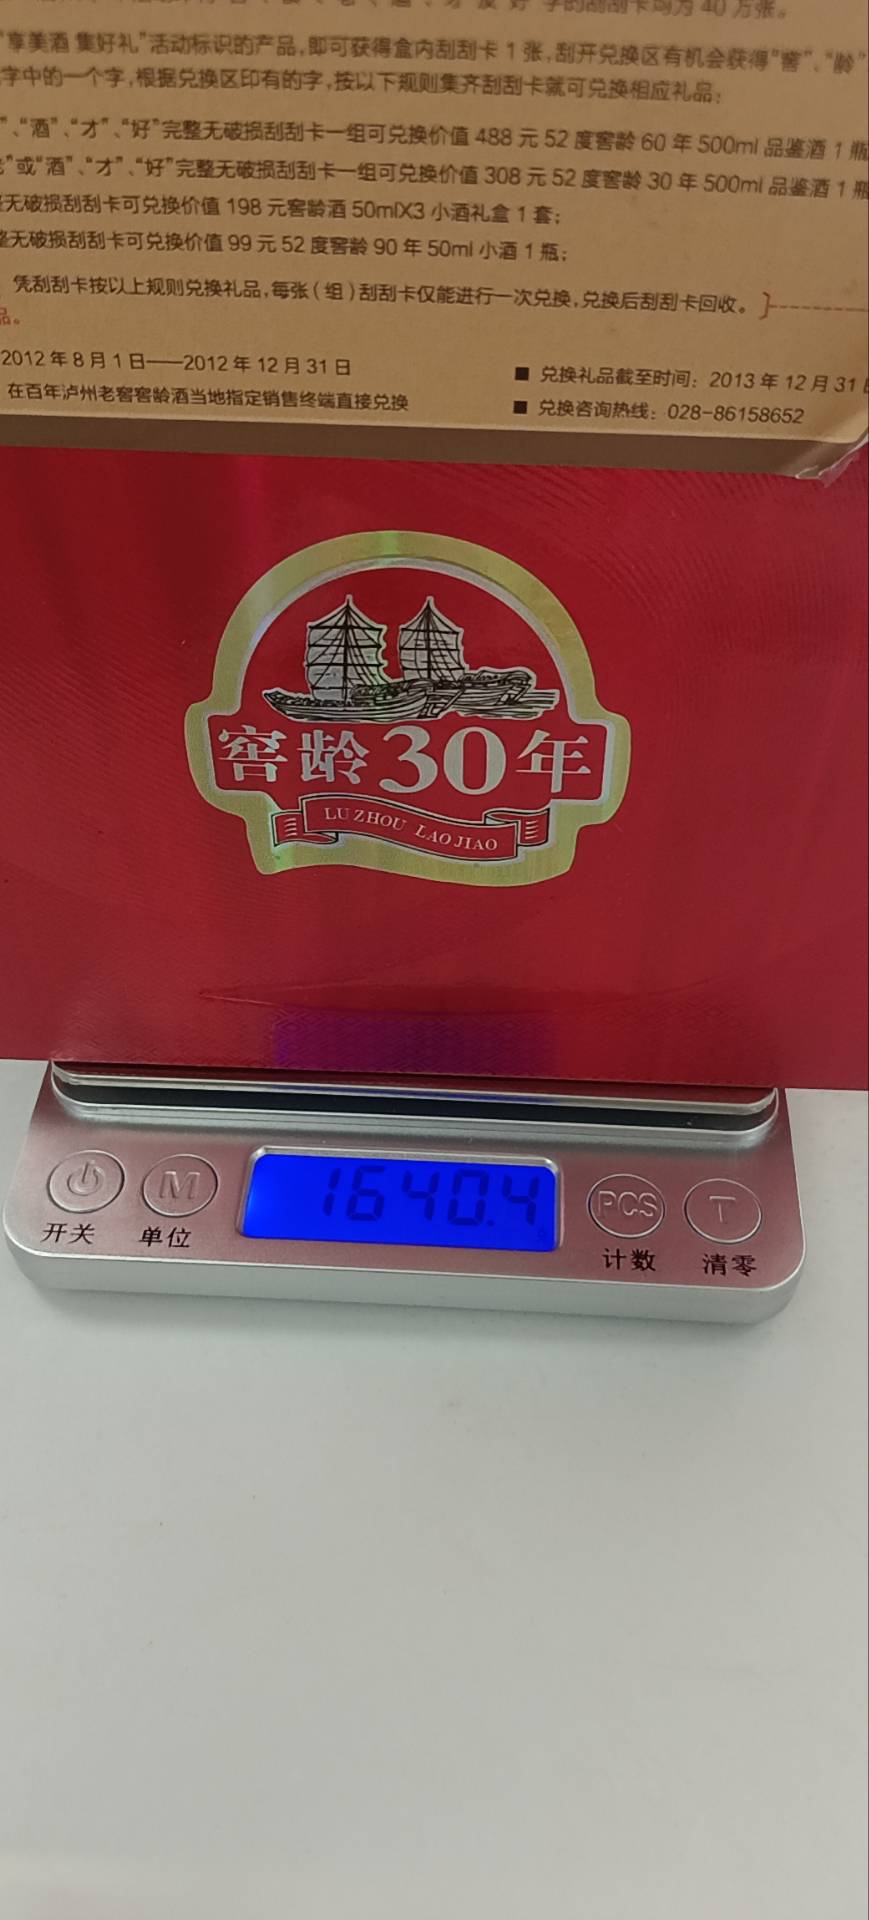 字的刮刮卡均为 40 万张。
“享美酒 集好礼”活动标识的产品,即可获得盒内刮刮卡 1 张,刮开兑换区有机会获得“窖”、“龄”
字中的一个字,根据兑换区印有的字,按以下规则集齐刮刮卡就可兑换相应礼品:
”、“酒”、“才”、“好”完整无破损刮刮卡一组可兑换价值 488 元 52 度窖龄 60 年 500ml 品鉴酒 1 瓶
”或“酒”、“才”、“好”完整无破损刮刮卡一组可兑换价值 308 元 52 度窖龄 30 年 500ml 品鉴酒 1 瓶
无破损刮刮卡可兑换价值 198 元窖龄酒 50mlX3 小酒礼盒 1 套;
整无破损刮刮卡可兑换价值 99 元 52 度窖龄 90 年 50ml 小酒 1 瓶;
凭刮刮卡按以上规则兑换礼品,每张(组)刮刮卡仅能进行一次兑换,兑换后刮刮卡回收。
品。
2012 年 8 月 1 日——2012 年 12 月 31 日
■ 兑换礼品截至时间: 2013 年 12 月 31 日
在百年泸州老窖窖龄酒当地指定销售终端直接兑换
■ 兑换咨询热线: 028-86158652
窖龄30年
LU ZHOU LAO JIAO
1640.4
M
PCS
T
开关
单位
计数
清零